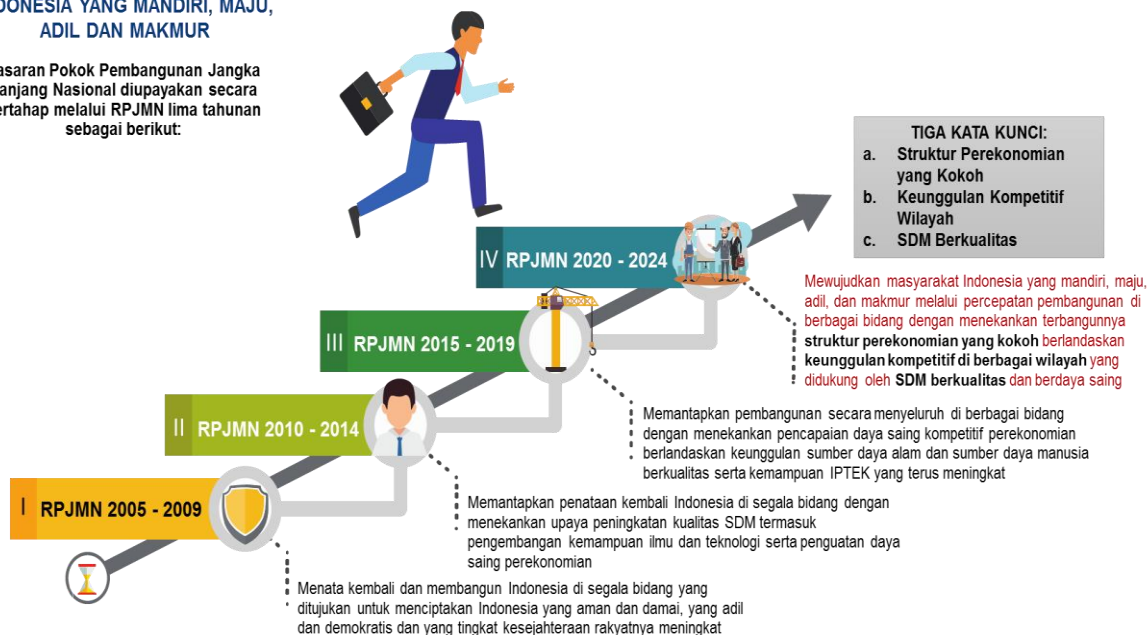 DONESIA YANG MANDIRI, MAJU,
ADIL DAN MAKMUR
asaran Pokok Pembangunan Jangka
anjang Nasional diupayakan secara
ertahap melalui RPJMN lima tahunan
sebagai berikut:
TIGA KATA KUNCI:
a. Struktur Perekonomian
yang Kokoh
b. Keunggulan Kompetitif
Wilayah
c. SDM Berkualitas
IV RPJMN 2020 - 2024
Mewujudkan masyarakat Indonesia yang mandiri, maju,
adil, dan makmur melalui percepatan pembangunan di
berbagai bidang dengan menekankan terbangunnya
struktur perekonomian yang kokoh berlandaskan
keunggulan kompetitif di berbagai wilayah yang
didukung oleh SDM berkualitas dan berdaya saing
III RPJMN 2015 - 2019
Memantapkan pembangunan secara menyeluruh di berbagai bidang
dengan menekankan pencapaian daya saing kompetitif perekonomian
berlandaskan keunggulan sumber daya alam dan sumber daya manusia
berkualitas serta kemampuan IPTEK yang terus meningkat
II RPJMN 2010 - 2014
Memantapkan penataan kembali Indonesia di segala bidang dengan
menekankan upaya peningkatan kualitas SDM termasuk
pengembangan kemampuan ilmu dan teknologi serta penguatan daya
saing perekonomian
I RPJMN 2005 - 2009
Menata kembali dan membangun Indonesia di segala bidang yang
ditujukan untuk menciptakan Indonesia yang aman dan damai, yang adil
dan demokratis dan yang tingkat kesejahteraan rakyatnya meningkat